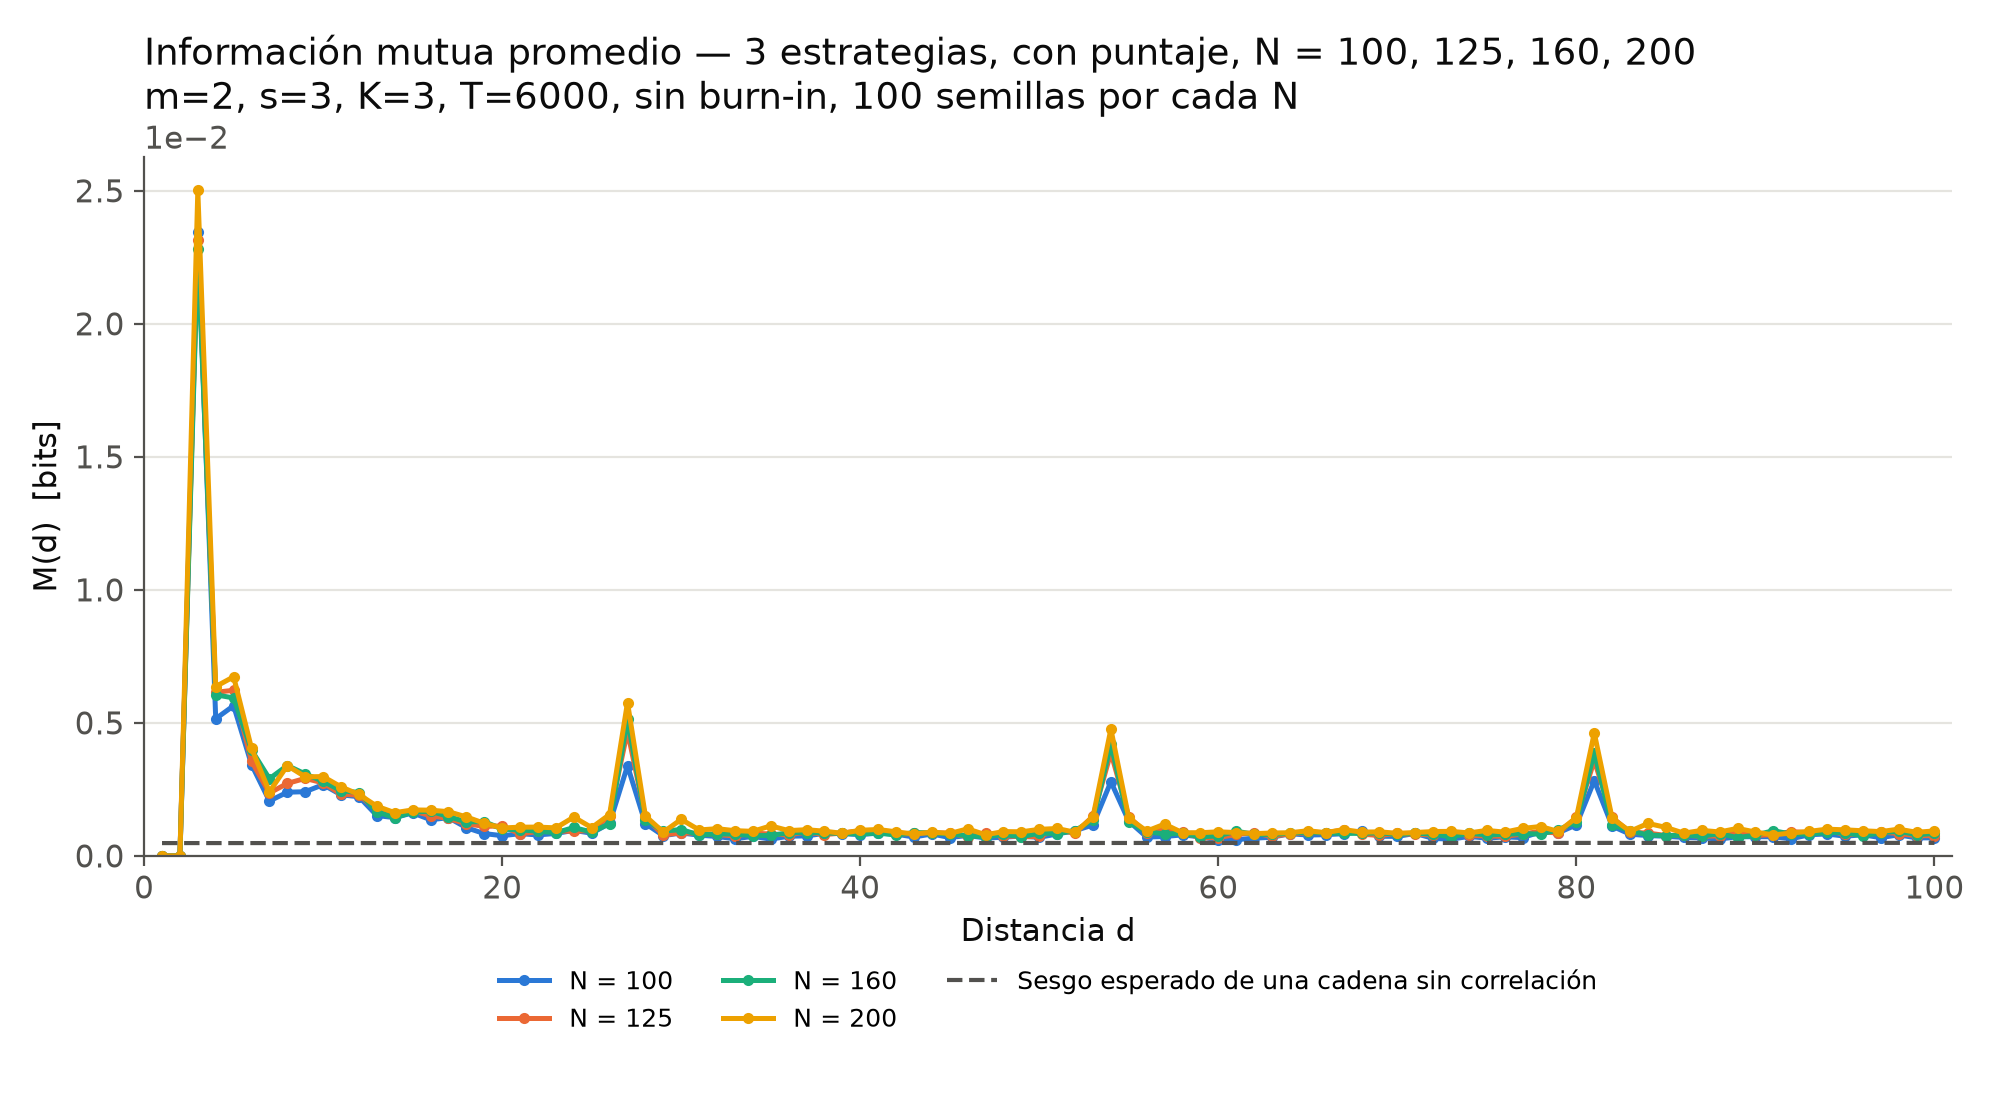 Información mutua promedio — 3 estrategias, con puntaje, N = 100, 125, 160, 200
m=2, s=3, K=3, T=6000, sin burn-in, 100 semillas por cada N
1e−2
2.5
2.0
1.5
1.0
0.5
0.0
M(d) [bits]
0 20 40 60 80 100
Distancia d
N = 100 N = 160 Sesgo esperado de una cadena sin correlación
N = 125 N = 200